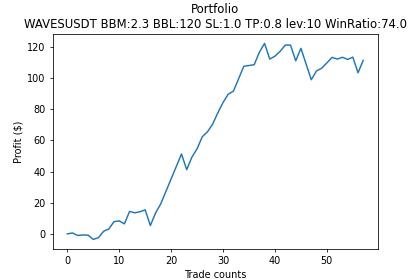 Portfolio
WAVESUSDT BBM:2.3 BBL:120 SL:1.0 TP:0.8 lev:10 WinRatio:74.0
120
100
80
60
40
20
0
Profit ($)
0 10 20 30 40 50
Trade counts